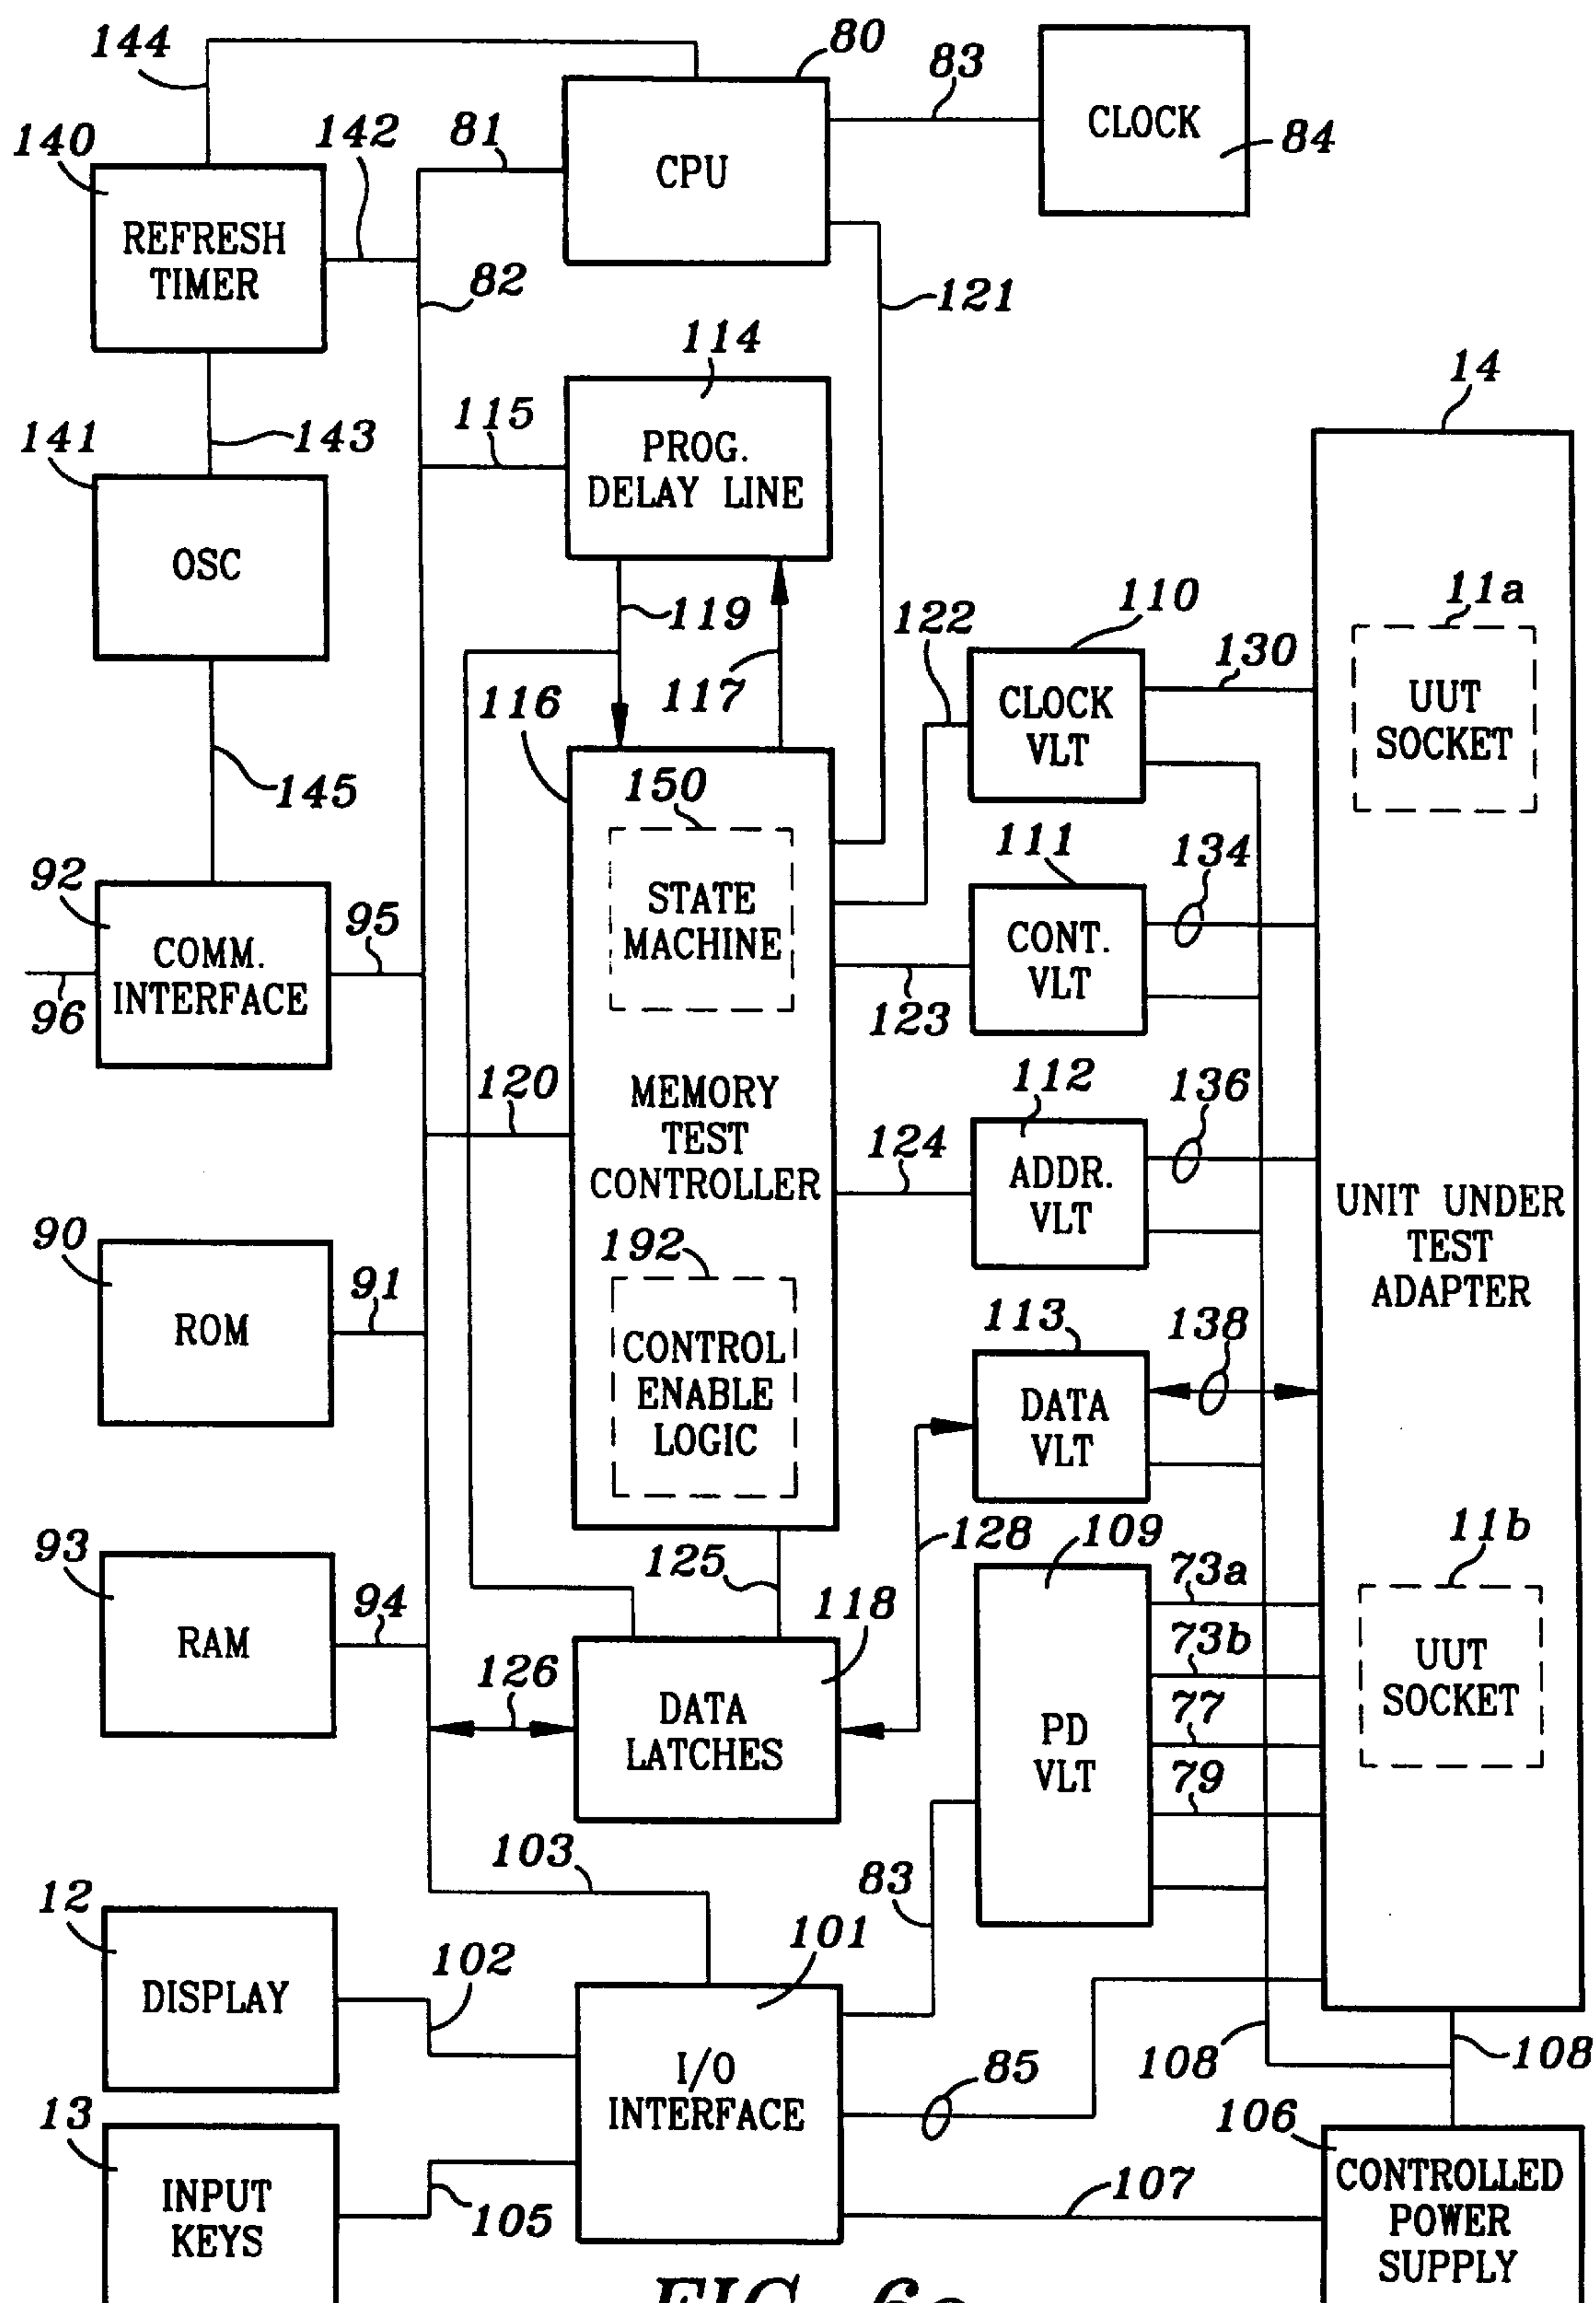 144
80
83
CLOCK
84
140
142
81
CPU
REFRESH
TIMER
82
121
114
14
141
143
115
PROG.
DELAY LINE
OSC
119
110
11a
122
130
UUT
SOCKET
116
117
CLOCK
VLT
145
150
111
134
92
95
STATE
MACHINE
CONT.
VLT
COMM.
INTERFACE
96
123
120
MEMORY
TEST
CONTROLLER
112
136
124
ADDR.
VLT
UNIT UNDER
TEST
ADAPTER
90
91
192
ROM
113
138
CONTROL
ENABLE
LOGIC
DATA
VLT
93
94
125
128
109
11b
73a
RAM
118
73b
126
UUT
SOCKET
DATA
LATCHES
77
PD
VLT
79
103
83
12
102
101
DISPLAY
108
108
I/O
INTERFACE
85
13
106
INPUT
KEYS
105
107
CONTROLLED
POWER
SUPPLY